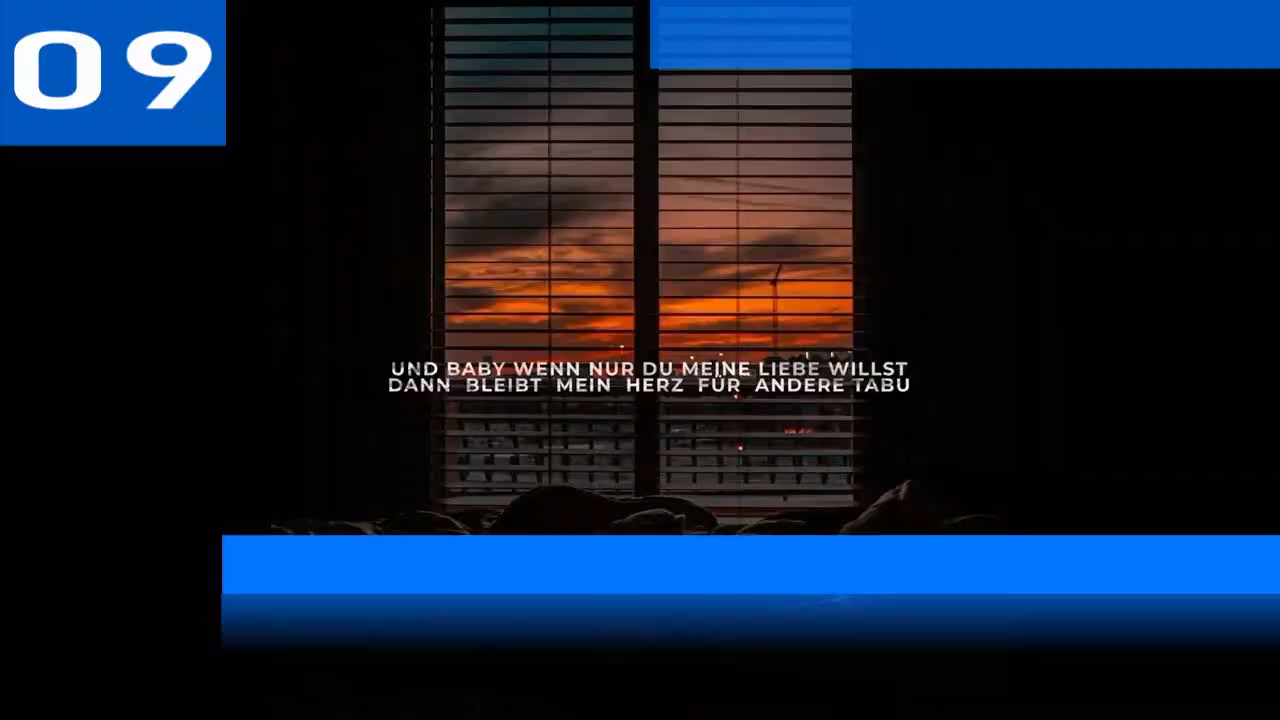 09
UND BABY WENN NUR DU MEINE LIEBE WILLST
DANN BLEIBT MEIN HERZ FÜR ANDERE TABU